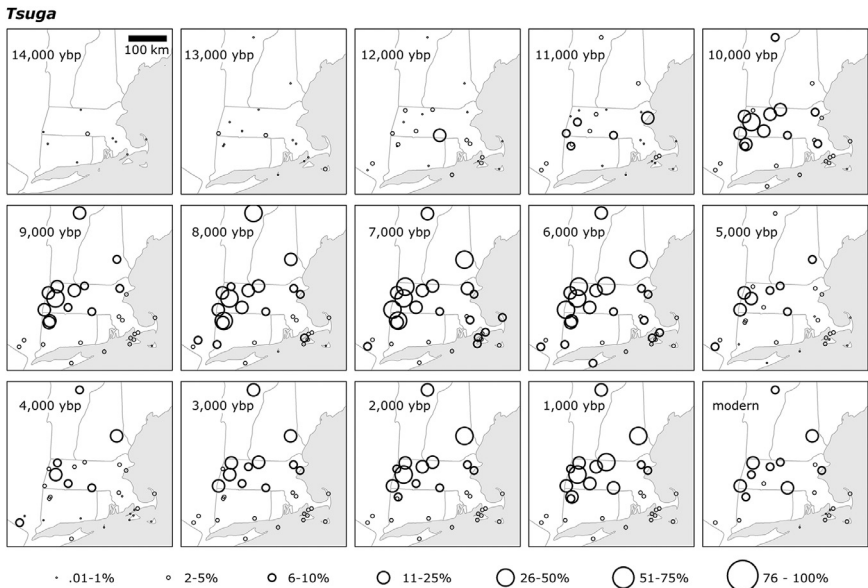 Tsuga
14,000 ybp
100 km
13,000 ybp
12,000 ybp
11,000 ybp
10,000 ybp
9,000 ybp
8,000 ybp
7,000 ybp
6,000 ybp
5,000 ybp
4,000 ybp
3,000 ybp
2,000 ybp
1,000 ybp
modern
.01-1%
2-5%
6-10%
11-25%
26-50%
51-75%
76 - 100%